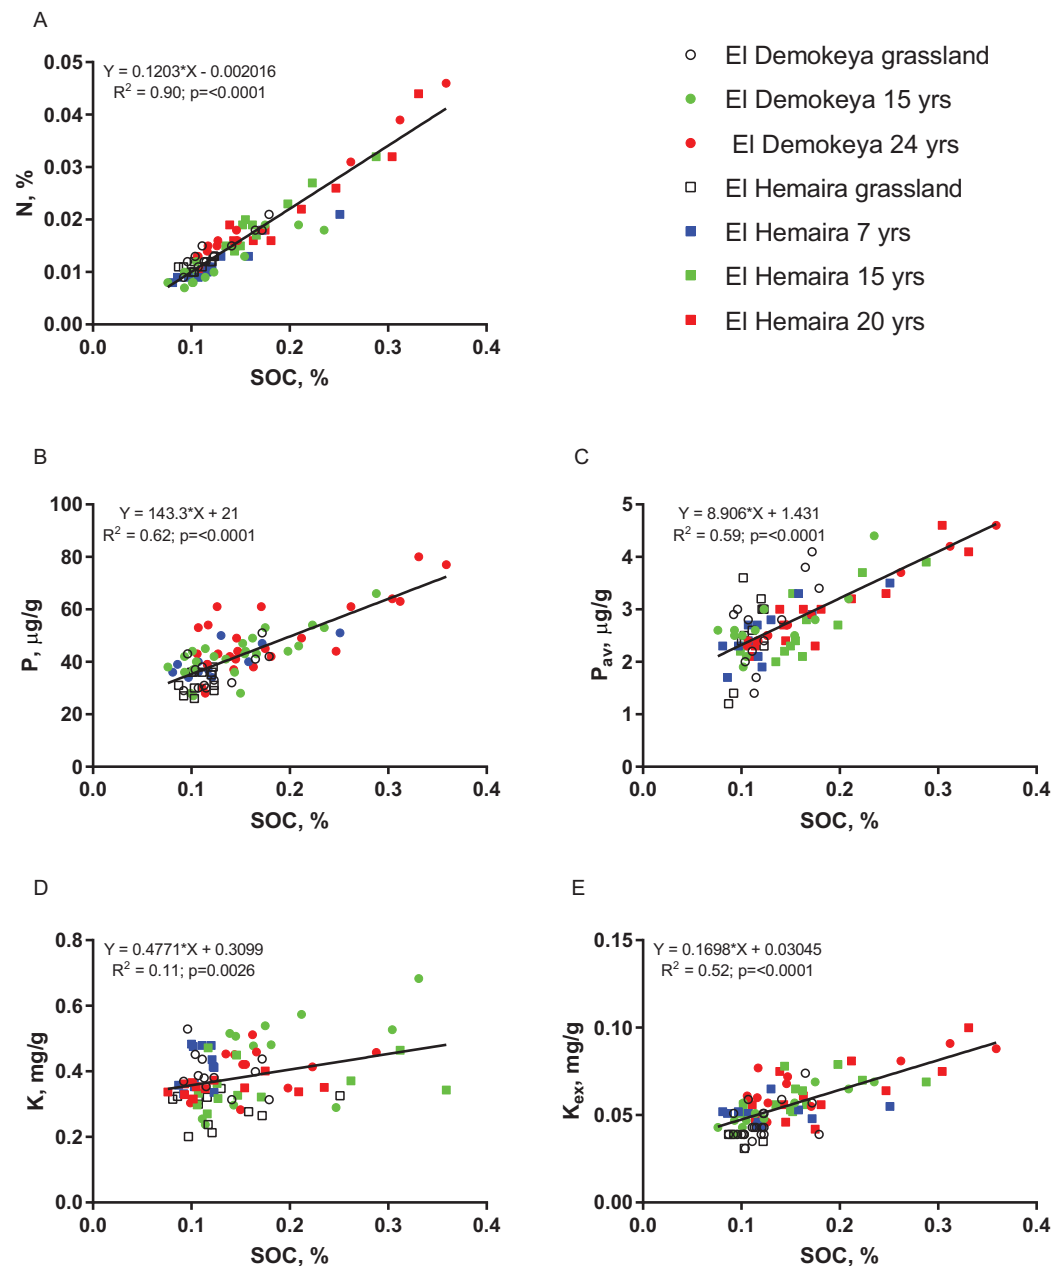 A
Y = 0.1203*X - 0.002016
R² = 0.90; p=<0.0001
0.05
0.04
0.03
0.02
0.01
0.00
N, %
0.0 0.1 0.2 0.3 0.4
SOC, %
El Demokeya grassland
El Demokeya 15 yrs
El Demokeya 24 yrs
El Hemaira grassland
El Hemaira 7 yrs
El Hemaira 15 yrs
El Hemaira 20 yrs
B
Y = 143.3*X + 21
R² = 0.62; p=<0.0001
100
80
60
40
20
0
P, µg/g
0.0 0.1 0.2 0.3 0.4
SOC, %
C
Y = 8.906*X + 1.431
R² = 0.59; p=<0.0001
5
4
3
2
1
0
Pav, µg/g
0.0 0.1 0.2 0.3 0.4
SOC, %
D
Y = 0.4771*X + 0.3099
R² = 0.11; p=0.0026
0.8
0.6
0.4
0.2
0.0
K, mg/g
0.0 0.1 0.2 0.3 0.4
SOC, %
E
Y = 0.1698*X + 0.03045
R² = 0.52; p=<0.0001
0.15
0.10
0.05
0.00
Kex, mg/g
0.0 0.1 0.2 0.3 0.4
SOC, %